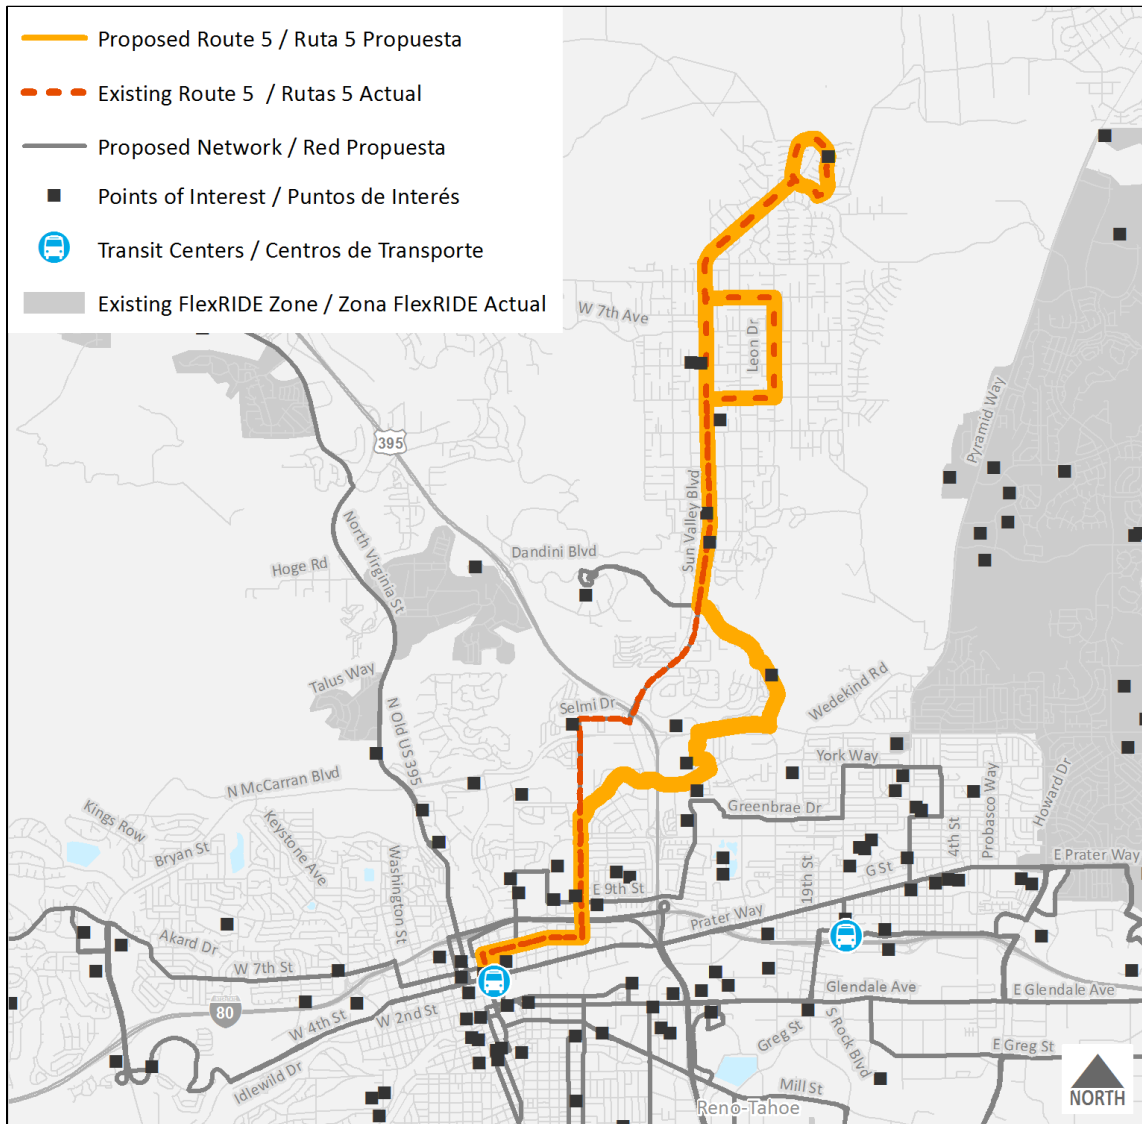 Proposed Route 5 / Ruta 5 Propuesta
Existing Route 5 / Rutas 5 Actual
Proposed Network / Red Propuesta
Points of Interest / Puntos de Interés
Transit Centers / Centros de Transporte
Existing FlexRIDE Zone / Zona FlexRIDE Actual
W 7th Ave
Leon Dr
Pyramid Way
395
Sun Valley Blvd
North Virginia St
Dandini Blvd
Hoge Rd
Talus Way
Wedekind Rd
Selmi Dr
N Old US 395
York Way
N McCarran Blvd
Howard Dr
Probasco Way
Kings Row
Keystone Ave
Greenbrae Dr
4th St
Bryan St
Washington St
E Prater Way
G St
19th St
E 9th St
Prater Way
Akard Dr
W 7th St
Glendale Ave
E Glendale Ave
80
W 4th St
W 2nd St
Greg St
S Rock Blvd
E Greg St
Idlewild Dr
Mill St
NORTH
Reno-Tahoe